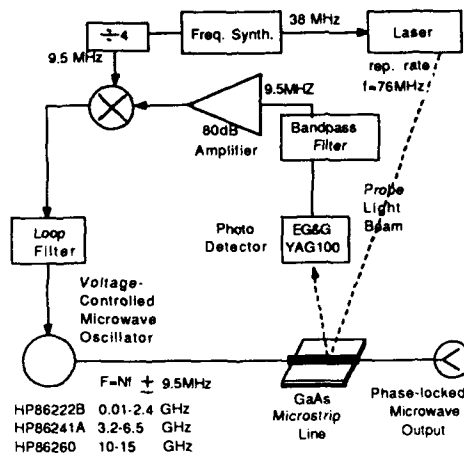 ÷4
Freq. Synth.
38 MHz
Laser
9.5 MHz
rep. rate
f=76MHz
9.5MHZ
80dB
Amplifier
Bandpass
Filter
Probe
Light
Beam
Loop
Filter
Photo
Detector
EG&G
YAG100
Voltage-
Controlled
Microwave
Oscillator
F=Nf ± 9.5MHz
HP86222B 0.01-2.4 GHz
HP86241A 3.2-6.5 GHz
HP86260 10-15 GHz
GaAs
Microstrip
Line
Phase-locked
Microwave
Output